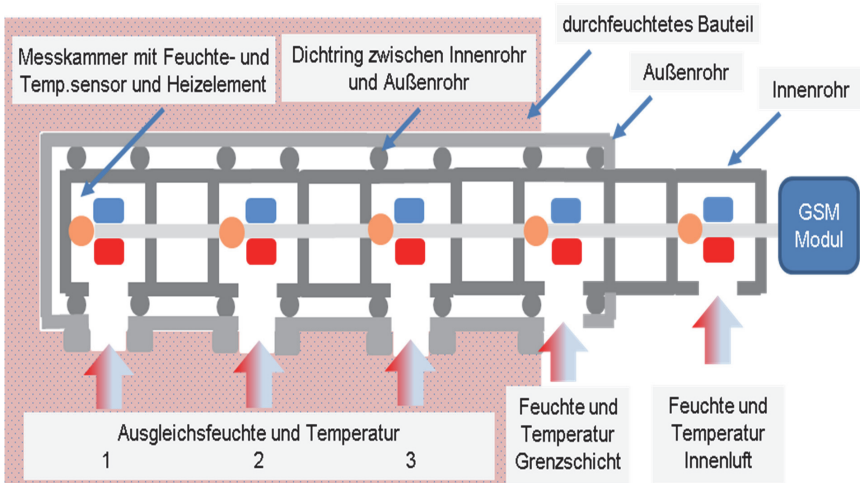 durchfeuchtetes Bauteil
Messkammer mit Feuchte- und
Temp.sensor und Heizelement
Dichtring zwischen Innenrohr
und Außenrohr
Außenrohr
Innenrohr
GSM
Modul
Ausgleichsfeuchte und Temperatur
1 2 3
Feuchte und
Temperatur
Grenzschicht
Feuchte und
Temperatur
Innenluft